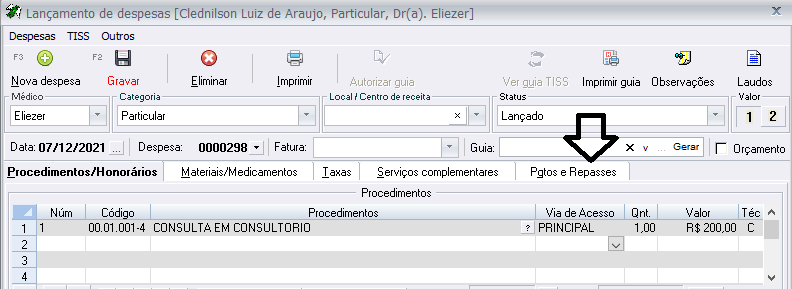 Lançamento de despesas [Clednilson Luiz de Araujo, Particular, Dr(a). Eliezer]
Despesas TISS Outros
F3 F2
Nova despesa Gravar Eliminar Imprimir Autorizar guia Ver guia TISS Imprimir guia Observações Laudos
Médico Categoria Local / Centro de receita Status Valor
Eliezer Particular × Lançado 1 2
Data: 07/12/2021 ... Despesa: 0000298 Fatura: Guia: × v ... Gerar Orçamento
Procedimentos/Honorários Materiais/Medicamentos Taxas Serviços complementares Pgtos e Repasses
Procedimentos
Núm Código Procedimentos Via de Acesso Qnt. Valor Téc
1 1 00.01.001-4 CONSULTA EM CONSULTORIO ? PRINCIPAL 1,00 R$ 200,00 C
2
3
4